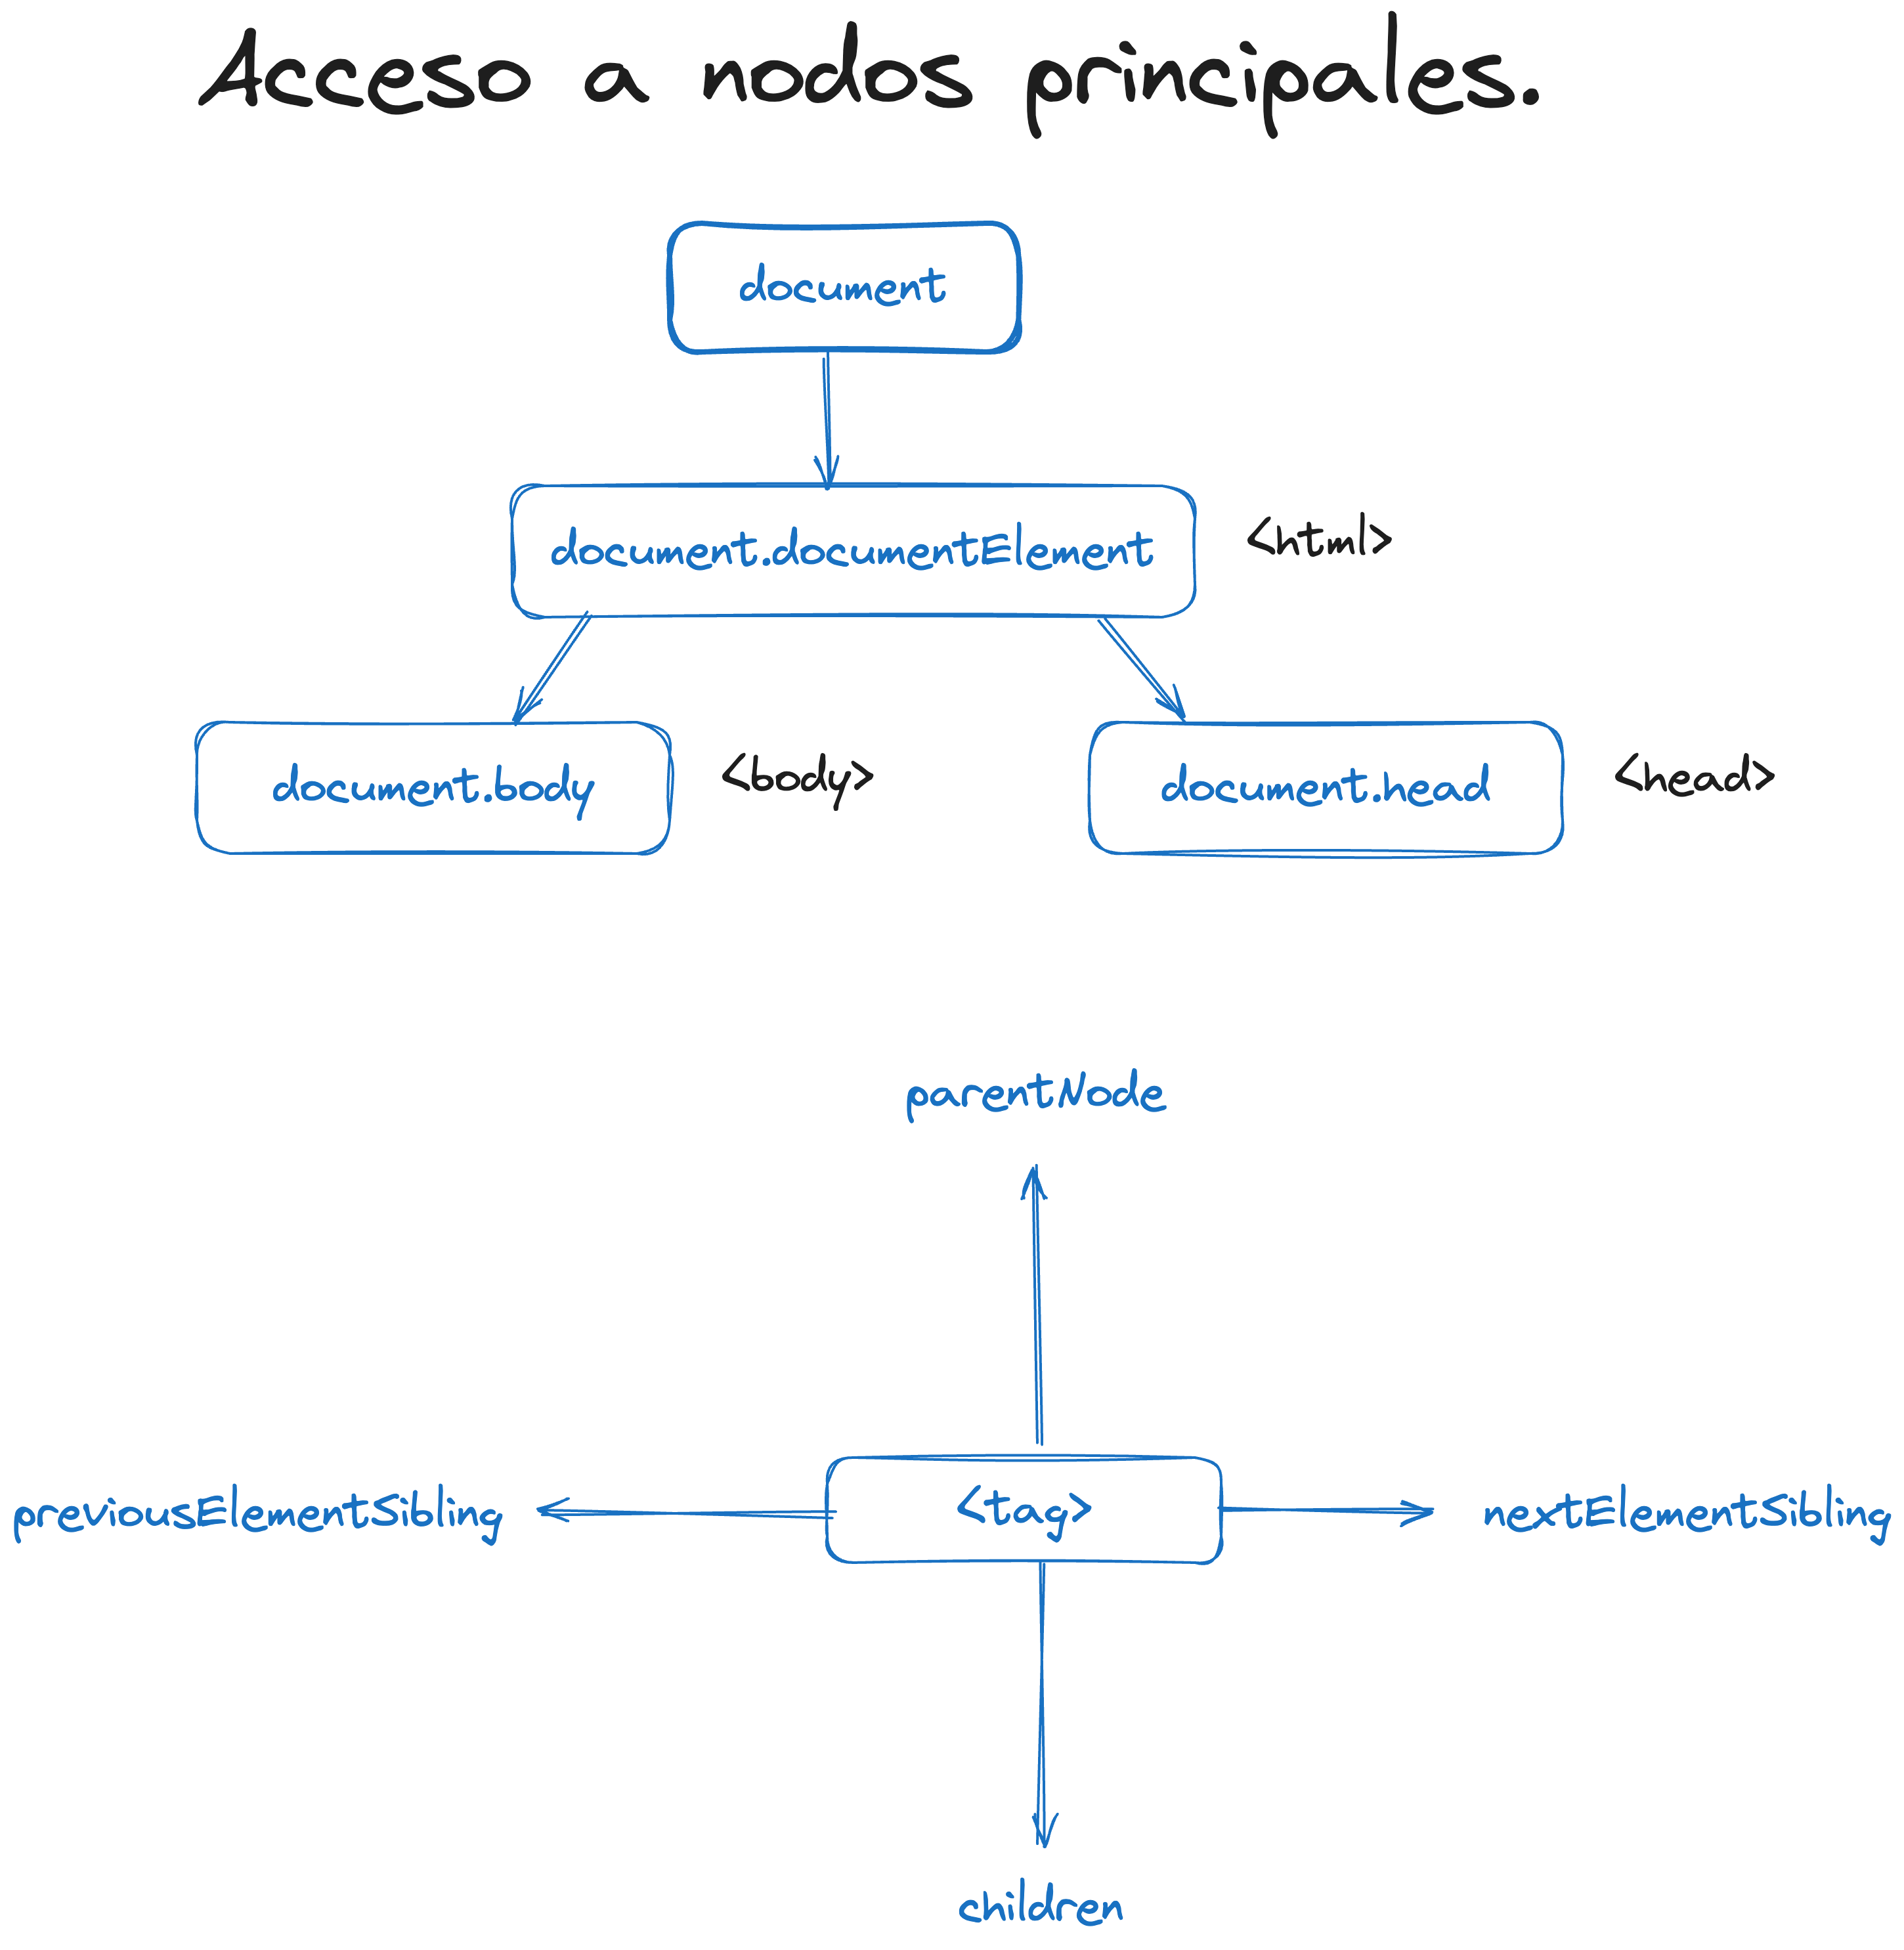 Acceso a nodos principales.
document
document.documentElement
<html>
document.body
<body>
document.head
<head>
parentNode
previousElementSibling
<tag>
nextElementSibling
children